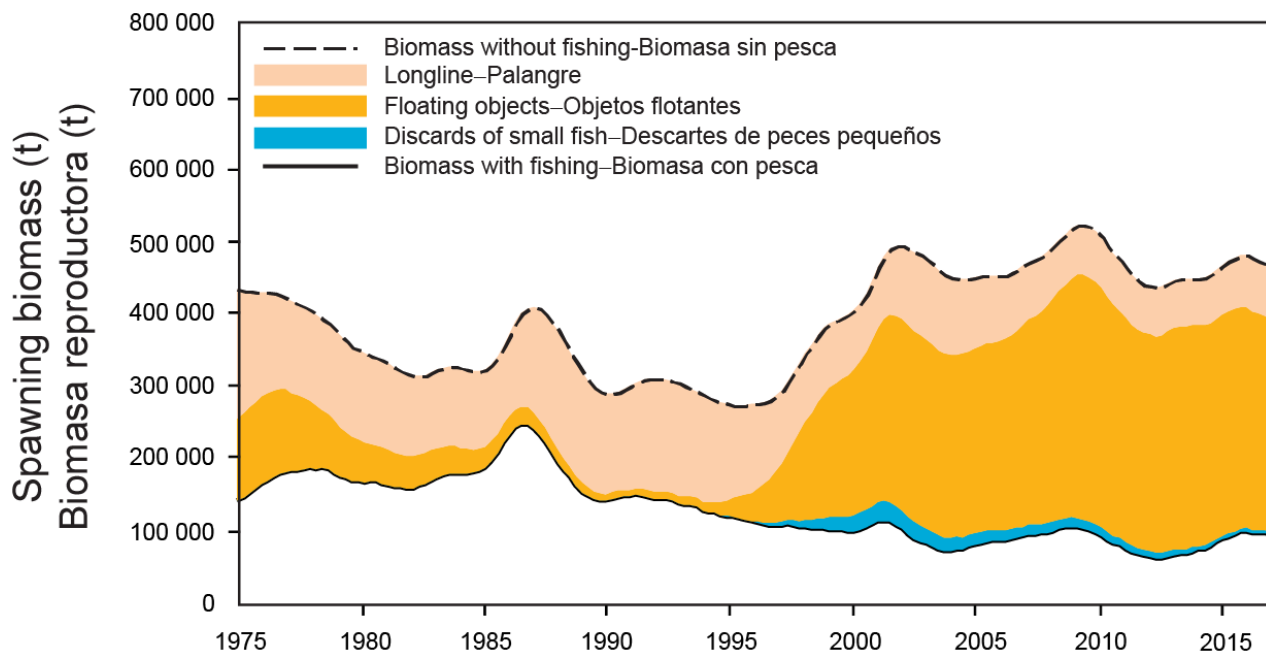 Spawning biomass (t)
Biomasa reproductora (t)
800 000
700 000
600 000
500 000
400 000
300 000
200 000
100 000
0
Biomass without fishing-Biomasa sin pesca
Longline–Palangre
Floating objects–Objetos flotantes
Discards of small fish–Descartes de peces pequeños
Biomass with fishing–Biomasa con pesca
1975 1980 1985 1990 1995 2000 2005 2010 2015